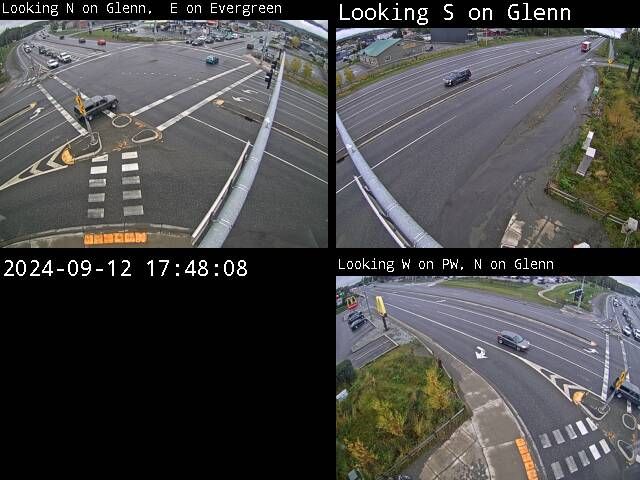 Looking N on Glenn,  E on Evergreen
Looking S on Glenn
2024-09-12 17:48:08
Looking W on PW, N on Glenn